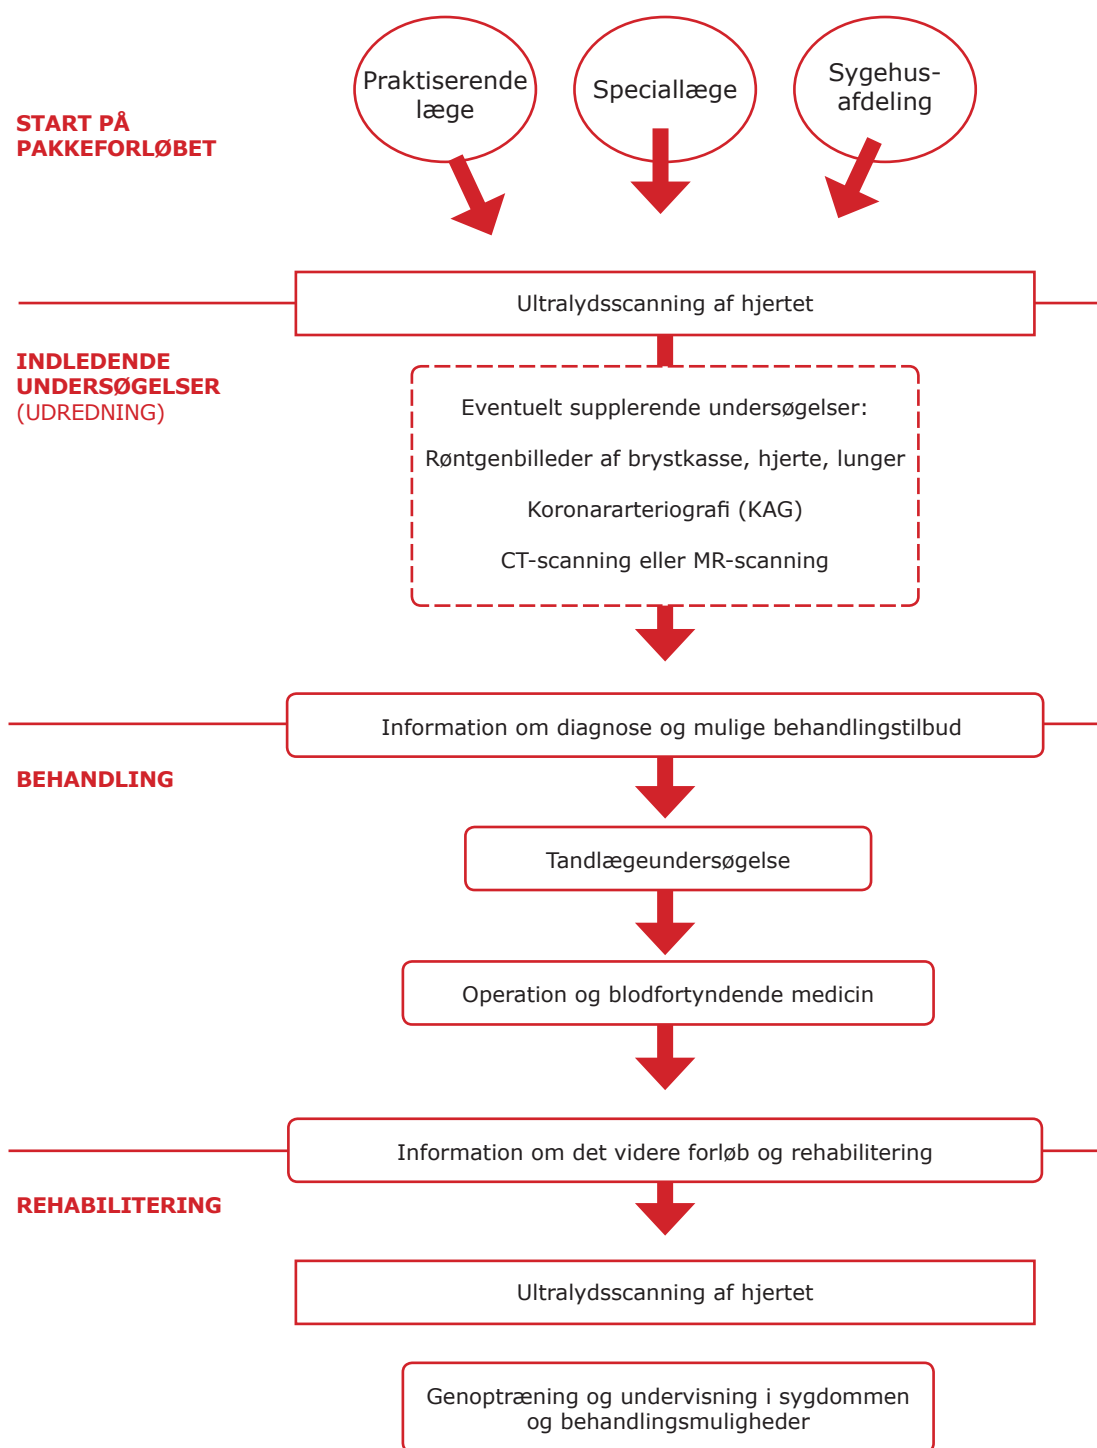 Praktiserende
læge
Speciallæge
Sygehus-
afdeling
START PÅ
PAKKEFORLØBET
Ultralydsscanning af hjertet
INDLEDENDE
UNDERSØGELSER
(UDREDNING)
Eventuelt supplerende undersøgelser:
Røntgenbilleder af brystkasse, hjerte, lunger
Koronararteriografi (KAG)
CT-scanning eller MR-scanning
Information om diagnose og mulige behandlingstilbud
BEHANDLING
Tandlægeundersøgelse
Operation og blodfortyndende medicin
Information om det videre forløb og rehabilitering
REHABILITERING
Ultralydsscanning af hjertet
Genoptræning og undervisning i sygdommen
og behandlingsmuligheder